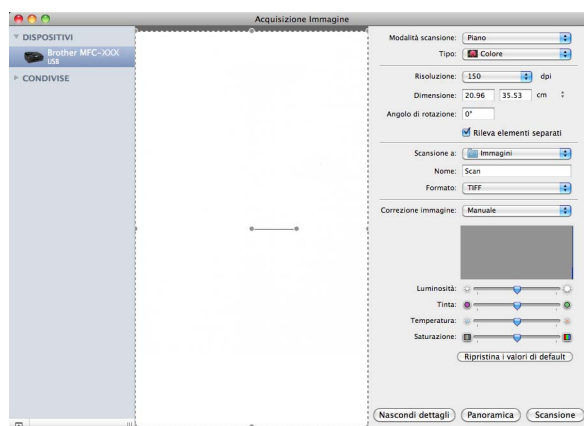 Acquisizione Immagine
DISPOSITIVI
Brother MFC-XXX
USB
CONDIVISE
Modalità scansione: Piano
Tipo: Colore
Risoluzione: 150 dpi
Dimensione: 20.96 35.53 cm
Angolo di rotazione: 0°
Rileva elementi separati
Scansione a: Immagini
Nome: Scan
Formato: TIFF
Correzione immagine: Manuale
Luminosità:
Tinta:
Temperatura:
Saturazione:
Ripristina i valori di default
Nascondi dettagli Panoramica Scansione